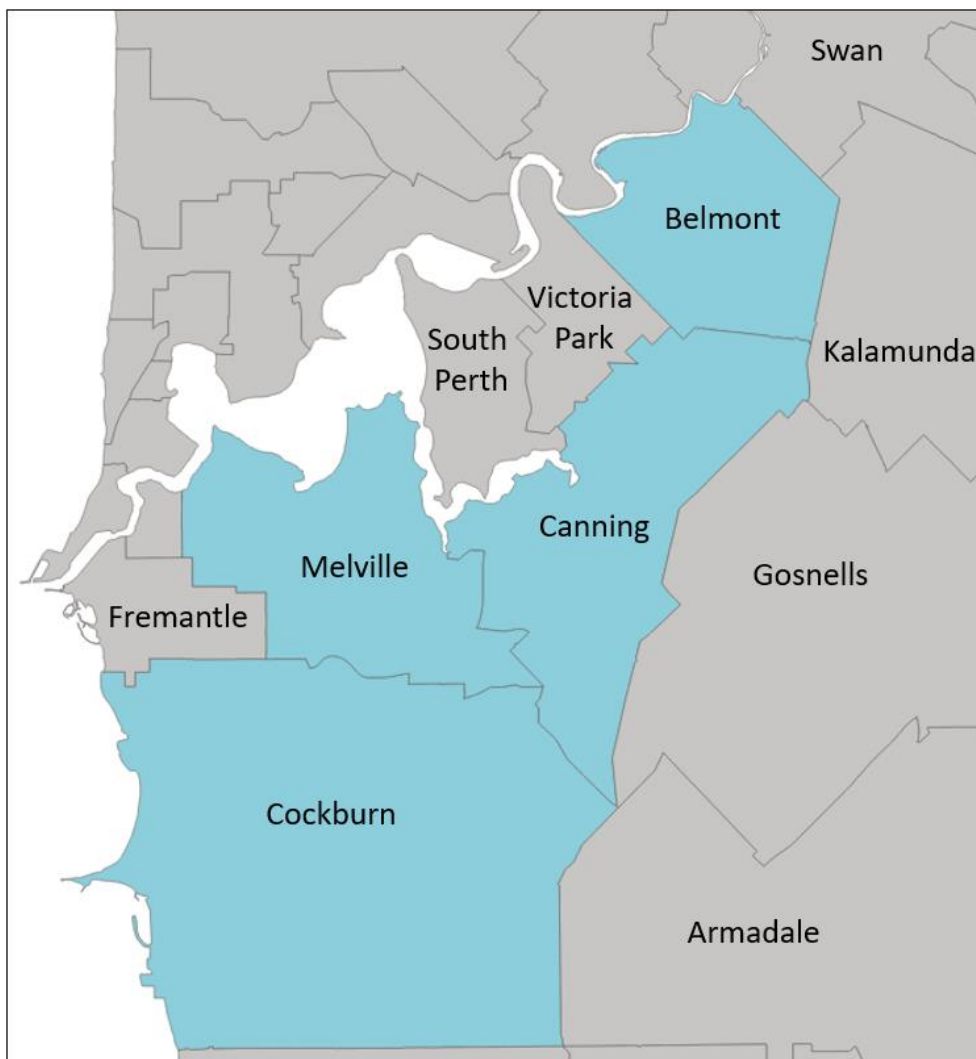 Swan
Belmont
Victoria
Park
South
Perth
Kalamunda
Canning
Melville
Gosnells
Fremantle
Cockburn
Armadale